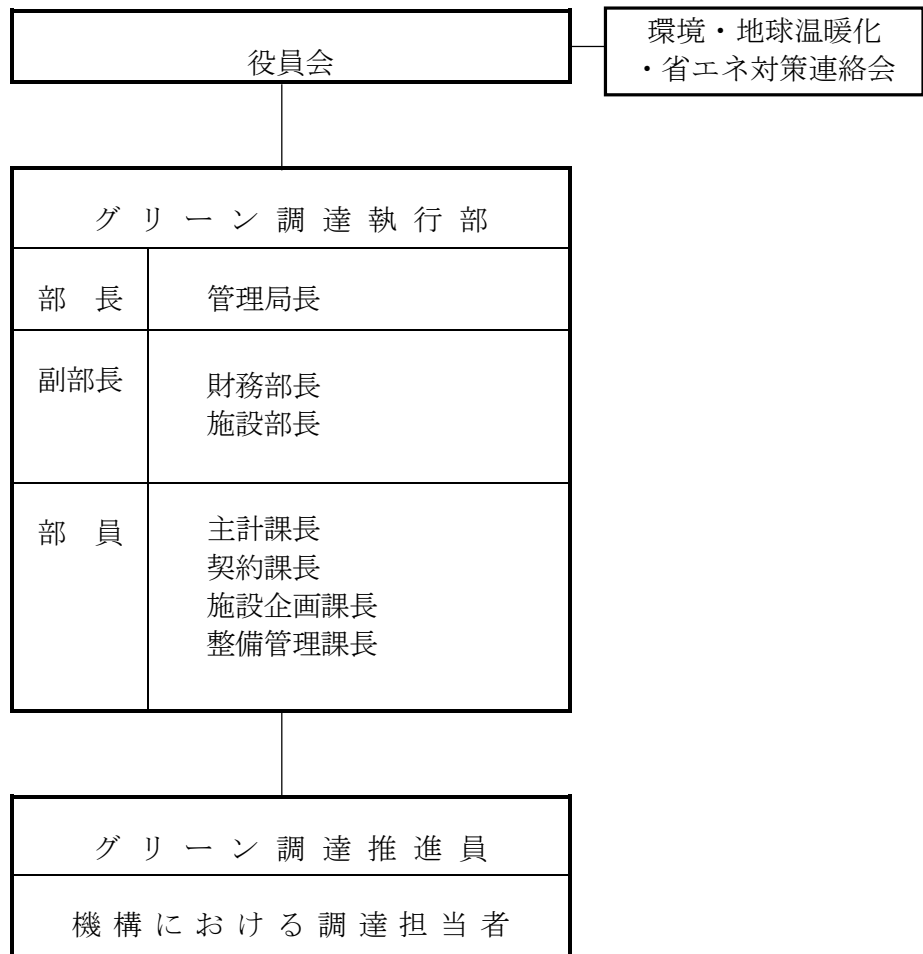 役員会
環境・地球温暖化
・省エネ対策連絡会
グリーン調達執行部
部　長
管理局長
副部長
財務部長
施設部長
部　員
主計課長
契約課長
施設企画課長
整備管理課長
グリーン調達推進員
機構における調達担当者